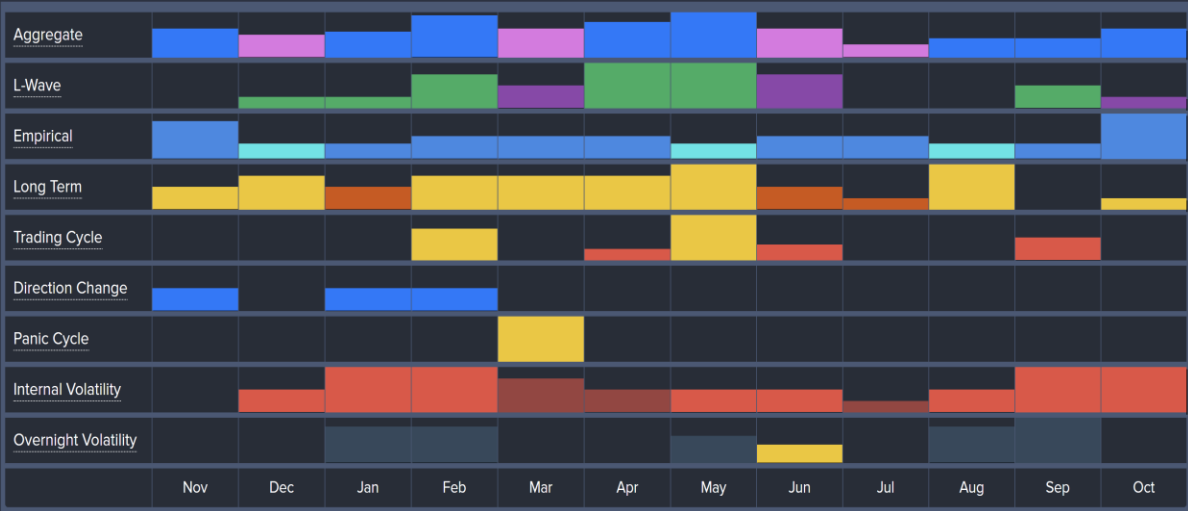 Aggregate
L-Wave
Empirical
Long Term
Trading Cycle
Direction Change
Panic Cycle
Internal Volatility
Overnight Volatility
Nov Dec Jan Feb Mar Apr May Jun Jul Aug Sep Oct